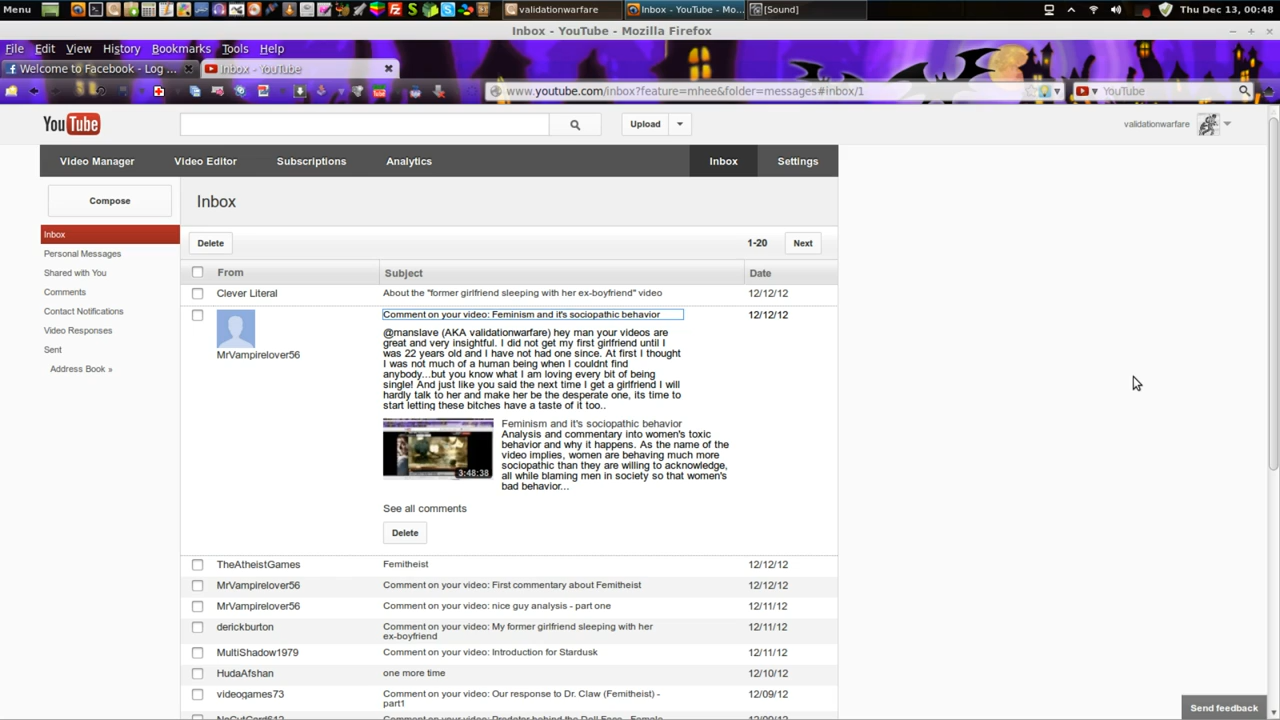 Menu
validationwarfare
Inbox - YouTube - Mo...
[Sound]
Thu Dec 13, 00:48
Inbox - YouTube - Mozilla Firefox
File Edit View History Bookmarks Tools Help
Welcome to Facebook - Log ...
Inbox - YouTube
www.youtube.com/inbox?feature=mhee&folder=messages#inbox/1
YouTube
YouTube
Upload
validationwarfare
Video Manager Video Editor Subscriptions Analytics Inbox Settings
Compose
Inbox
Personal Messages
Shared with You
Comments
Contact Notifications
Video Responses
Sent
Address Book »
Inbox
Delete 1-20 Next
From Subject Date
Clever Literal About the "former girlfriend sleeping with her ex-boyfriend" video 12/12/12
MrVampirelover56
Comment on your video: Feminism and it's sociopathic behavior 12/12/12
@manslave (AKA validationwarfare) hey man your videos are
great and very insightful. I did not get my first girlfriend until I
was 22 years old and I have not had one since. At first I thought
I was not much of a human being when I couldnt find
anybody...but you know what I am loving every bit of being
single! And just like you said the next time I get a girlfriend I will
hardly talk to her and make her be the desperate one, its time to
start letting these bitches have a taste of it too..
3:48:38
Feminism and it's sociopathic behavior
Analysis and commentary into women's toxic
behavior and why it happens. As the name of the
video implies, women are behaving much more
sociopathic than they are willing to acknowledge,
all while blaming men in society so that women's
bad behavior...
See all comments
Delete
TheAtheistGames Femitheist 12/12/12
MrVampirelover56 Comment on your video: First commentary about Femitheist 12/12/12
MrVampirelover56 Comment on your video: nice guy analysis - part one 12/11/12
derickburton Comment on your video: My former girlfriend sleeping with her 12/11/12
ex-boyfriend
MultiShadow1979 Comment on your video: Introduction for Stardusk 12/11/12
HudaAfshan one more time 12/10/12
videogames73 Comment on your video: Our response to Dr. Claw (Femitheist) - 12/09/12
part1
Send feedback